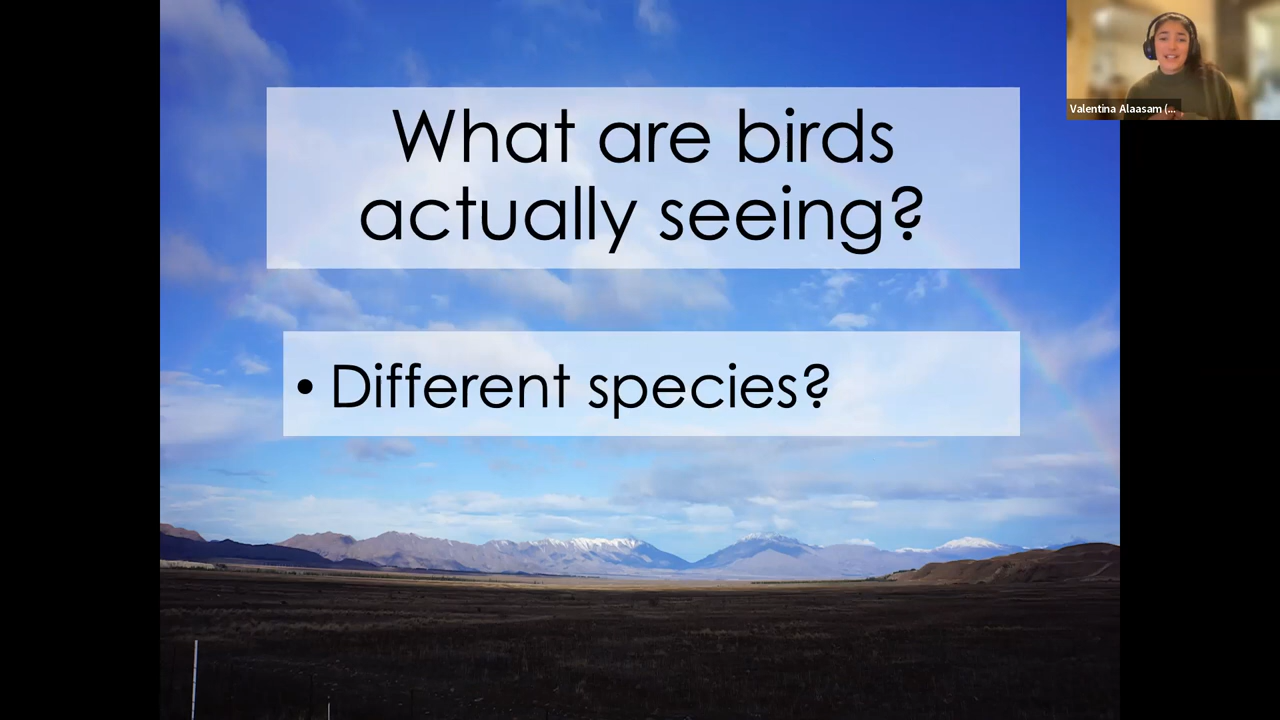 What are birds
actually seeing?
• Different species?
Valentina Alaasam (...